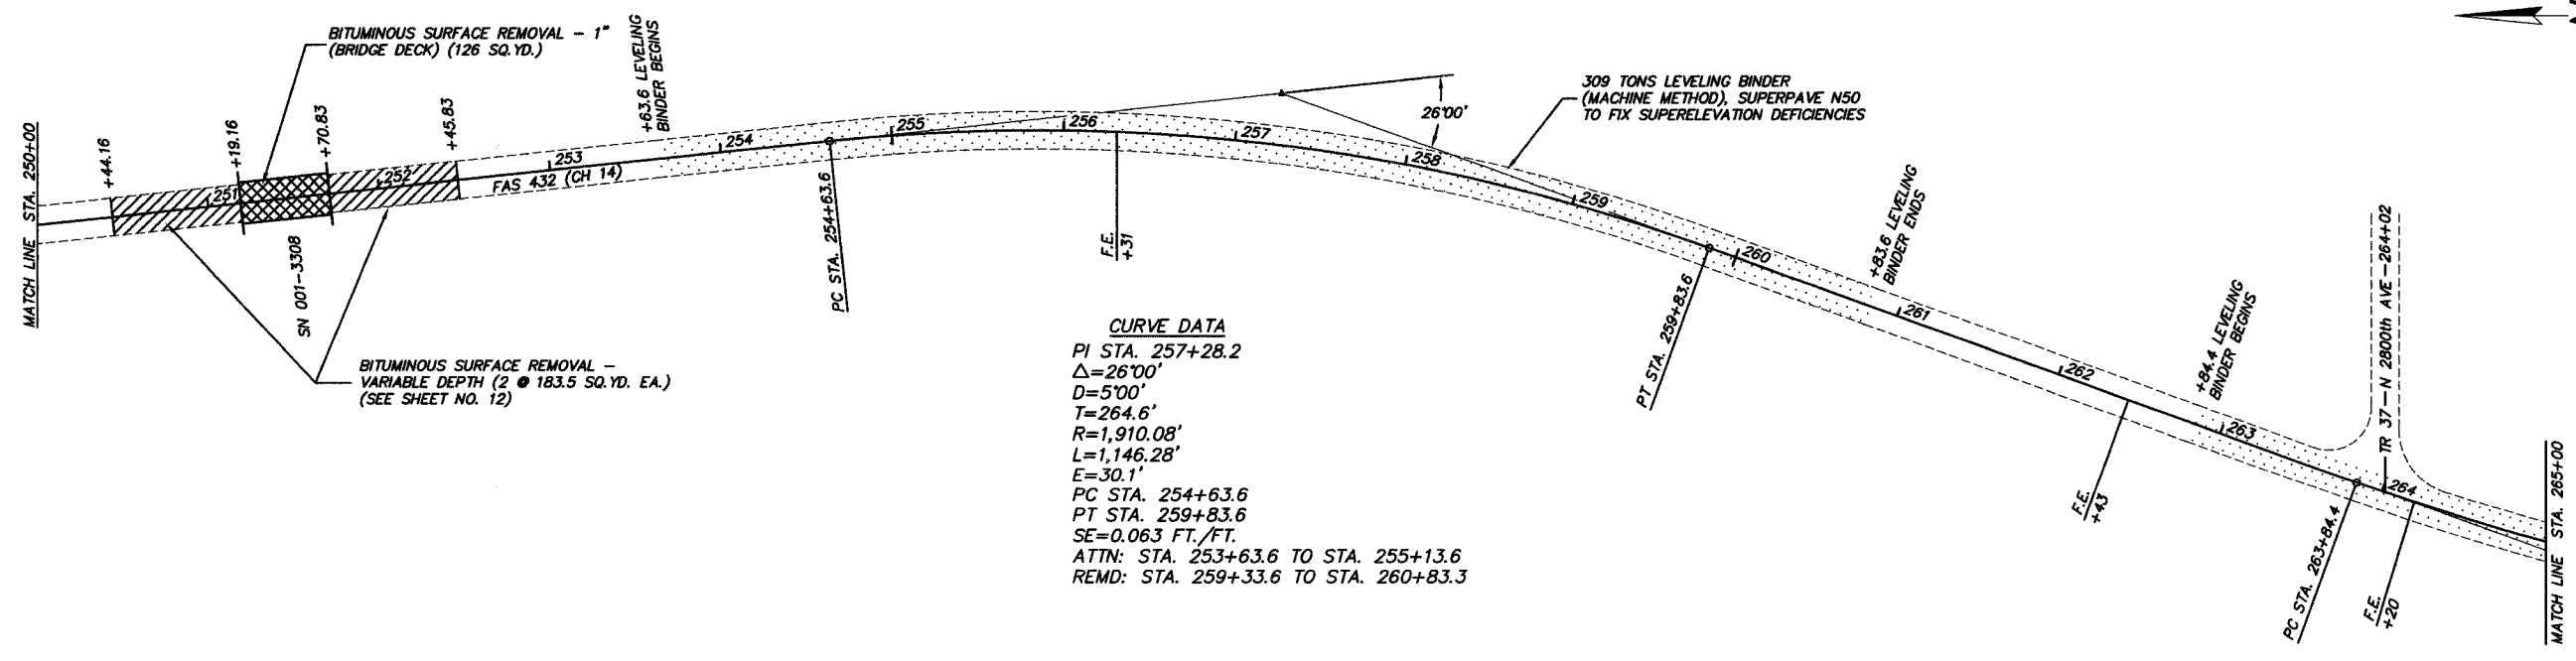 BITUMINOUS SURFACE REMOVAL - 1"
(BRIDGE DECK) (126 SQ.YD.)
+63.6 LEVELING
BINDER BEGINS
309 TONS LEVELING BINDER
(MACHINE METHOD), SUPERPAVE N50
TO FIX SUPERELEVATION DEFICIENCIES
26°00'
MATCH LINE STA. 250+00
+44.16
+19.16
+70.83
+45.83
251
252
253
254
255
256
257
258
259
260
261
262
263
264
FAS 432 (CH 14)
SN 001-3308
PC STA. 254+63.6
F.E.
+31
+83.6 LEVELING
BINDER ENDS
PT STA. 259+83.6
+84.4 LEVELING
BINDER BEGINS
TR 37-N 2800th AVE-264+02
F.E.
+43
PC STA. 263+84.4
F.E.
+20
MATCH LINE STA. 265+00
BITUMINOUS SURFACE REMOVAL -
VARIABLE DEPTH (2 @ 183.5 SQ.YD. EA.)
(SEE SHEET NO. 12)
CURVE DATA
PI STA. 257+28.2
Δ=26°00'
D=5°00'
T=264.6'
R=1,910.08'
L=1,146.28'
E=30.1'
PC STA. 254+63.6
PT STA. 259+83.6
SE=0.063 FT./FT.
ATTN: STA. 253+63.6 TO STA. 255+13.6
REMD: STA. 259+33.6 TO STA. 260+83.3